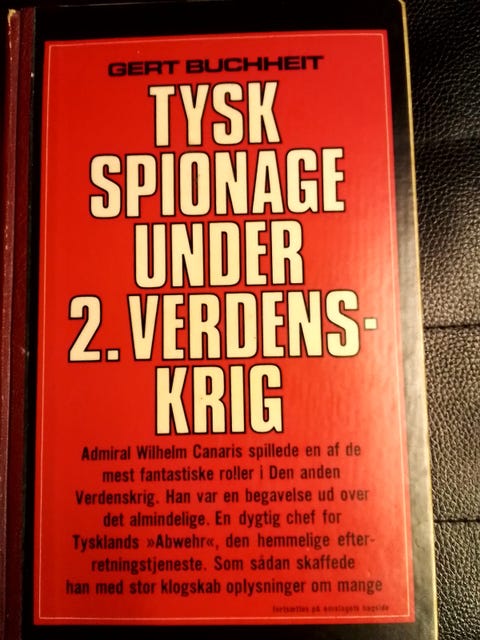 GERT BUCHHEIT
TYSK
SPIONAGE
UNDER
2. VERDENS-
KRIG
Admiral Wilhelm Canaris spillede en af de
mest fantastiske roller i Den anden
Verdenskrig. Han var en begavelse ud over
det almindelige. En dygtig chef for
Tysklands »Abwehr«, den hemmelige efter-
retningstjeneste. Som sådan skaffede
han med stor klogskab oplysninger om mange
fortsættes på omslagets bagside